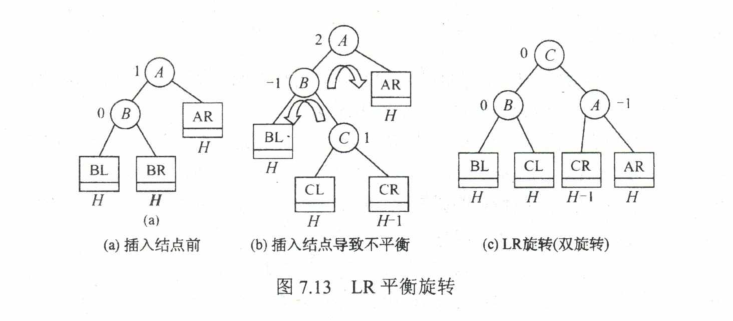 1 A
0 B
AR
H
BL BR
H H
(a)
(a) 插入结点前
2 A
-1 B
AR
H
BL
H
C 1
CL CR
H H-1
(b) 插入结点导致不平衡
0 C
0 B A -1
BL CL CR AR
H H H-1 H
(c) LR旋转(双旋转)
图 7.13 LR 平衡旋转